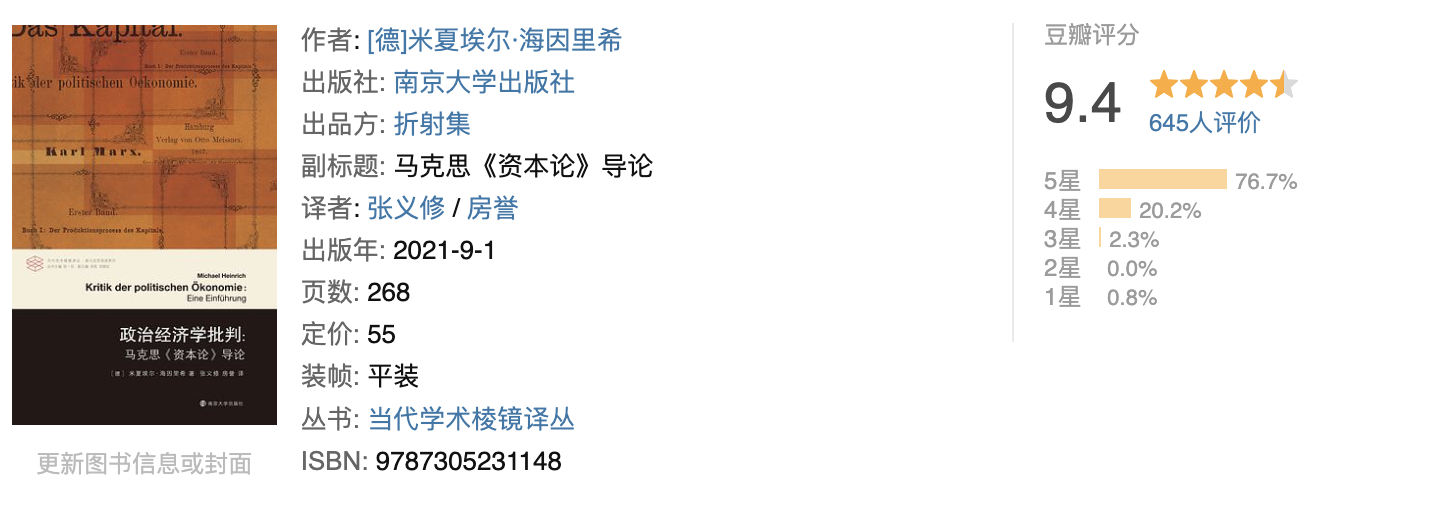 Das Kapital.
Erster Band.
Buch I: Der Produktionsprocess des Kapitals.
Kritik der politischen Oekonomie.
Hamburg
Verlag von Otto Meissner.
1867.
Karl Marx.
Erster Band.
Buch I: Der Produktionsprocess des Kapitals.
Michael Heinrich
Kritik der politischen Ökonomie:
Eine Einführung
政治经济学批判:
马克思《资本论》导论
［德］米夏埃尔·海因里希 著 张义修 房誉 译
南京大学出版社
更新图书信息或封面
作者: [德]米夏埃尔·海因里希
出版社: 南京大学出版社
出品方: 折射集
副标题: 马克思《资本论》导论
译者: 张义修 / 房誉
出版年: 2021-9-1
页数: 268
定价: 55
装帧: 平装
丛书: 当代学术棱镜译丛
ISBN: 9787305231148
豆瓣评分
9.4
645人评价
5星 76.7%
4星 20.2%
3星 2.3%
2星 0.0%
1星 0.8%